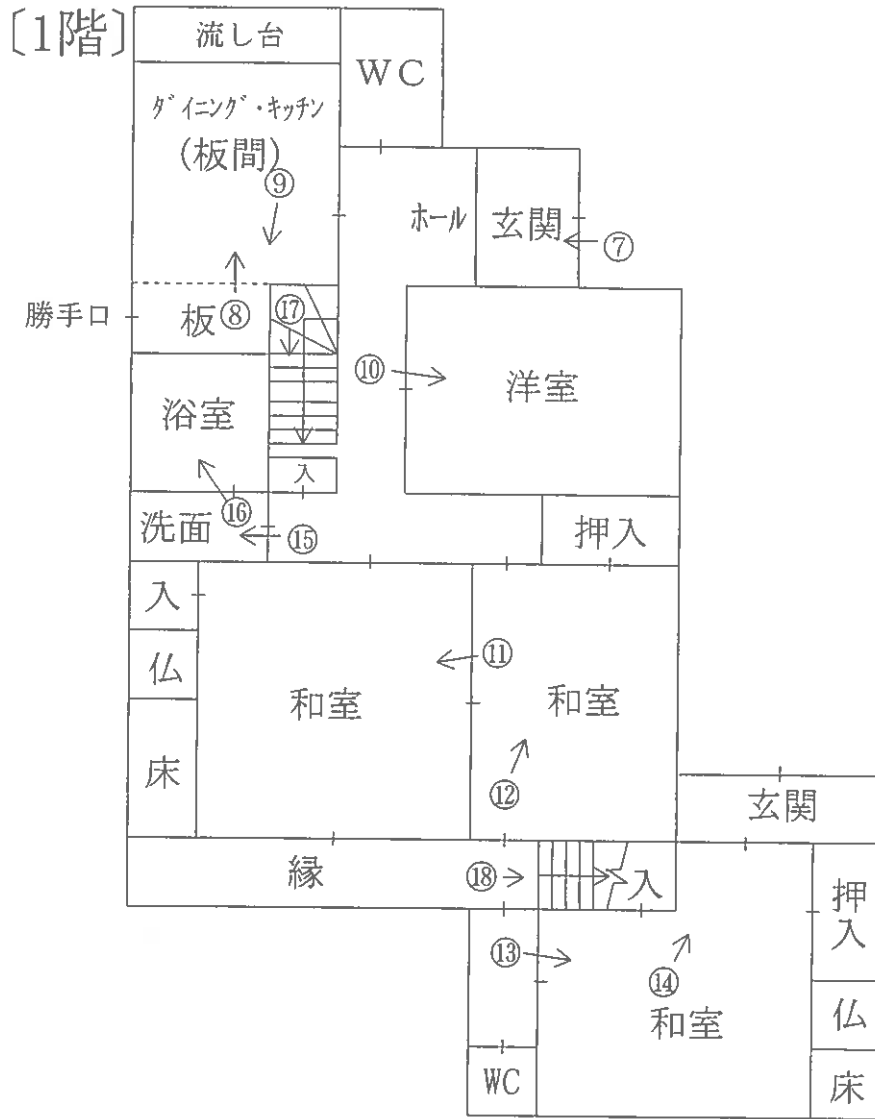 〔1階〕
流し台
WC
ダイニング・キッチン
(板間)
⑨
ホール
玄関
⑦
勝手口
板
⑧
⑰
⑩
洋室
浴室
入
⑯
洗面
⑮
押入
入
仏
⑪
和室
和室
床
⑫
玄関
縁
⑱
入
押入
⑬
⑭
和室
仏
WC
床